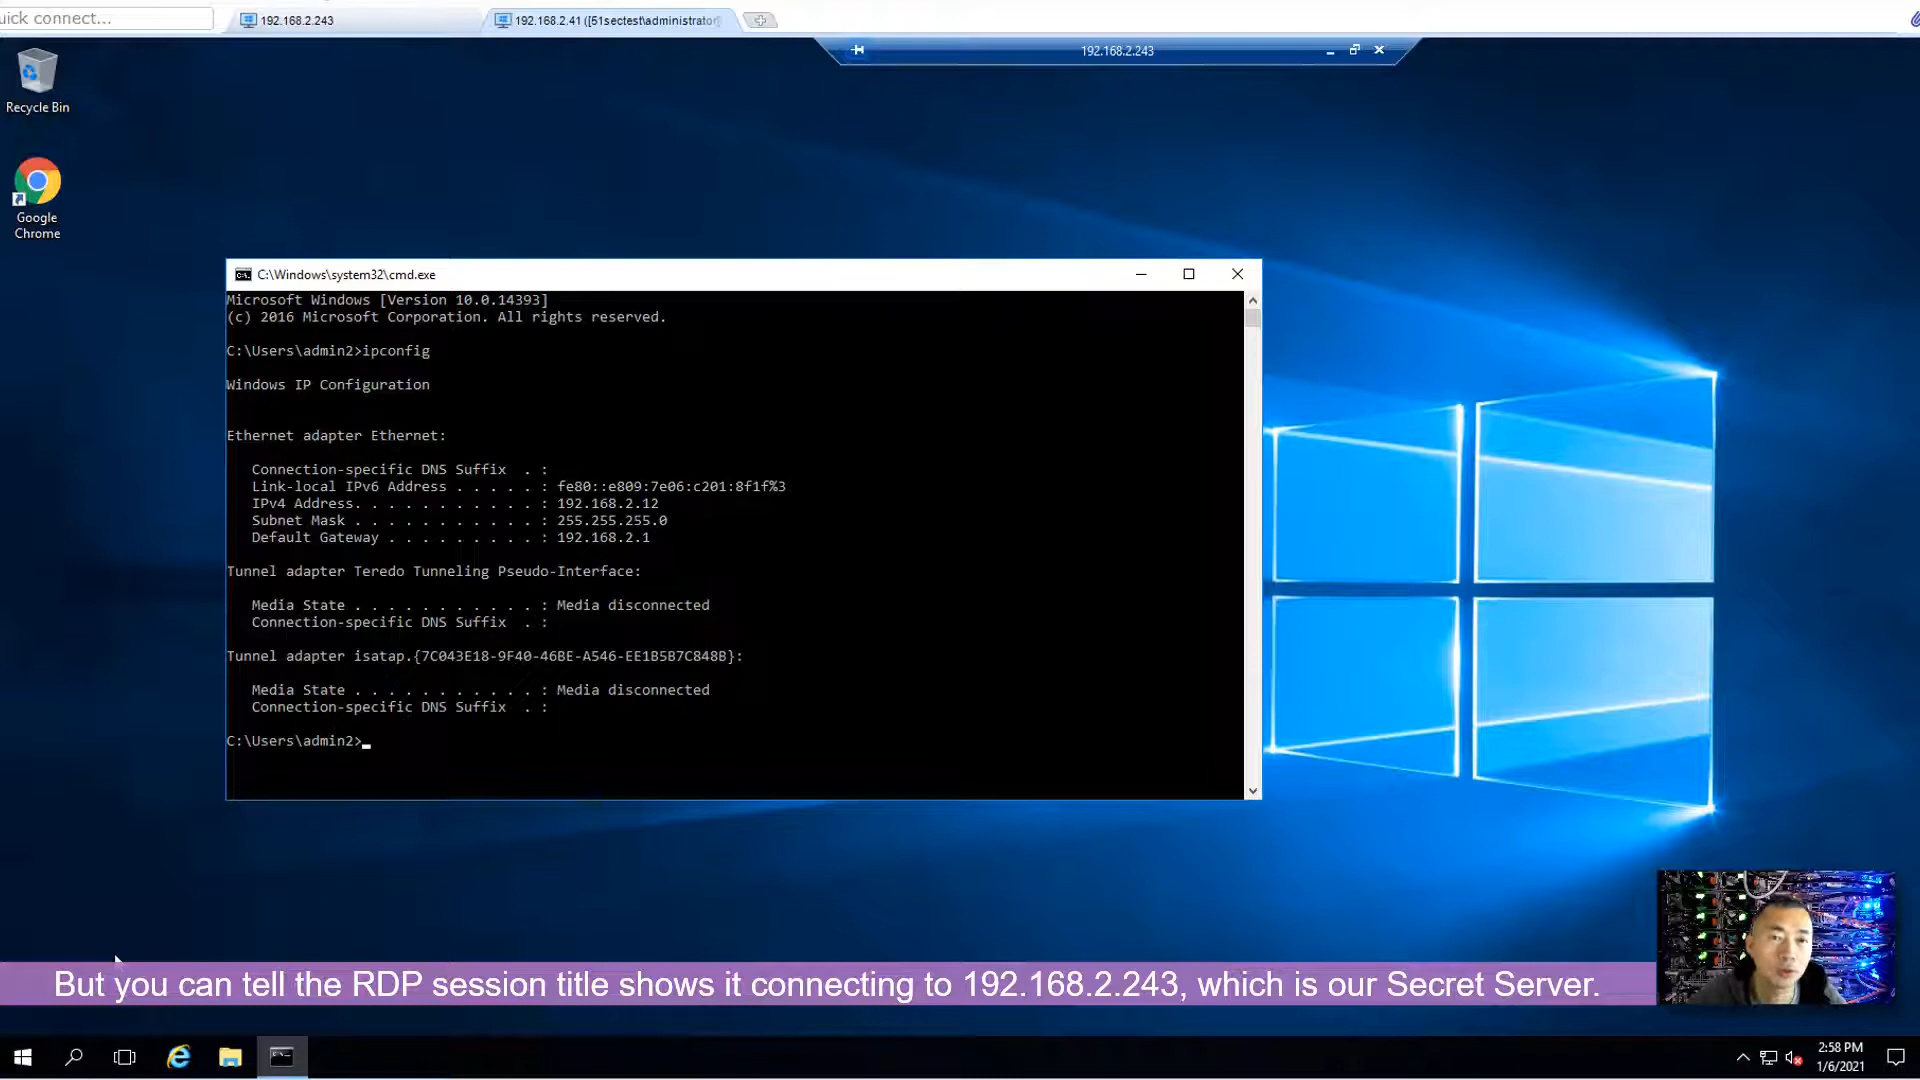 uick connect...
192.168.2.243
192.168.2.41 ([51sectest\administrator
192.168.2.243
Recycle Bin
Google
Chrome
C:\Windows\system32\cmd.exe
Microsoft Windows [Version 10.0.14393]
(c) 2016 Microsoft Corporation. All rights reserved.
C:\Users\admin2>ipconfig
Windows IP Configuration
Ethernet adapter Ethernet:
Connection-specific DNS Suffix  . :
Link-local IPv6 Address . . . . . : fe80::e809:7e06:c201:8f1f%3
IPv4 Address. . . . . . . . . . . : 192.168.2.12
Subnet Mask . . . . . . . . . . . : 255.255.255.0
Default Gateway . . . . . . . . . : 192.168.2.1
Tunnel adapter Teredo Tunneling Pseudo-Interface:
Media State . . . . . . . . . . . : Media disconnected
Connection-specific DNS Suffix  . :
Tunnel adapter isatap.{7C043E18-9F40-46BE-A546-EE1B5B7C848B}:
Media State . . . . . . . . . . . : Media disconnected
Connection-specific DNS Suffix  . :
C:\Users\admin2>
But you can tell the RDP session title shows it connecting to 192.168.2.243, which is our Secret Server.
2:58 PM
1/6/2021